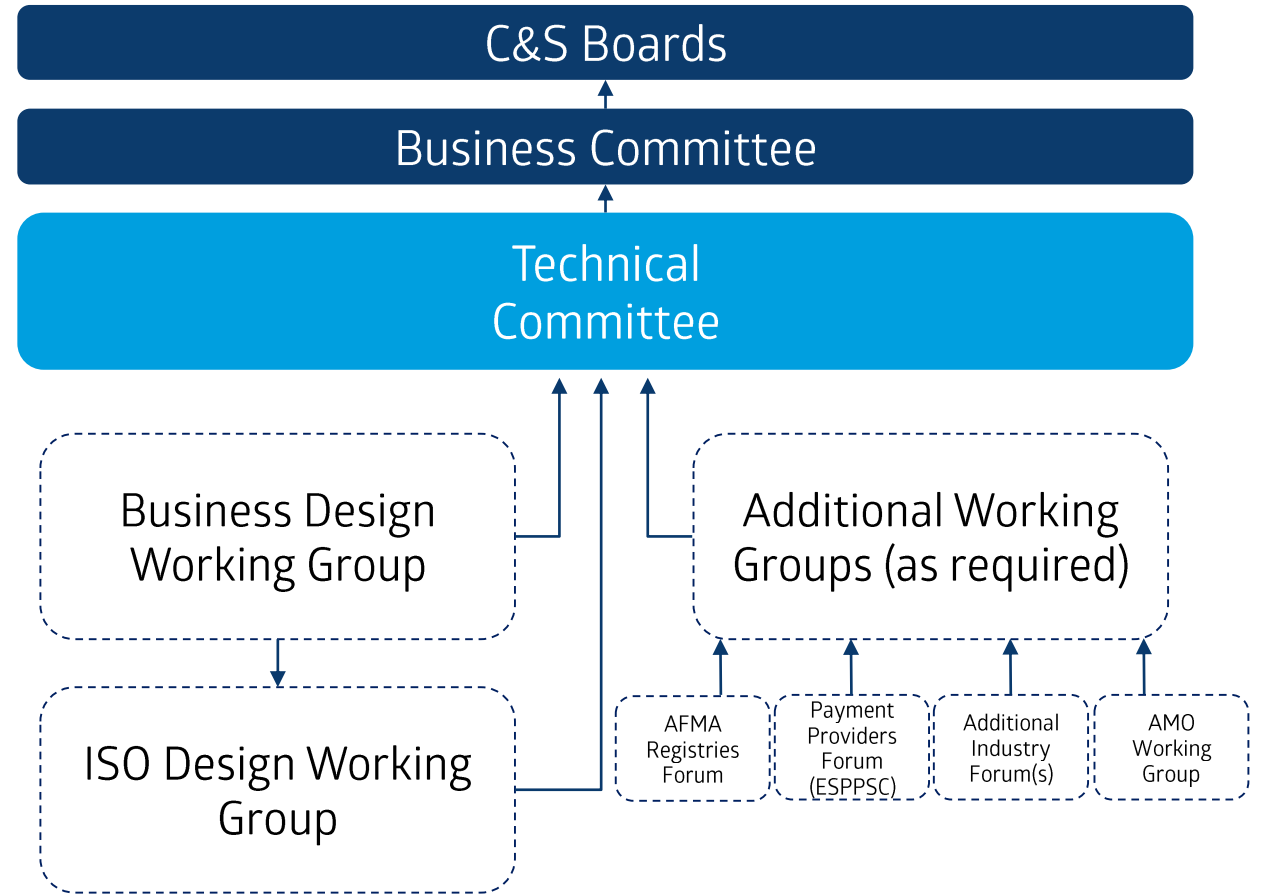 C&S Boards
Business Committee
Technical
Committee
Business Design
Working Group
Additional Working
Groups (as required)
ISO Design Working
Group
AFMA
Registries
Forum
Payment
Providers
Forum
(ESPPSC)
Additional
Industry
Forum(s)
AMO
Working
Group